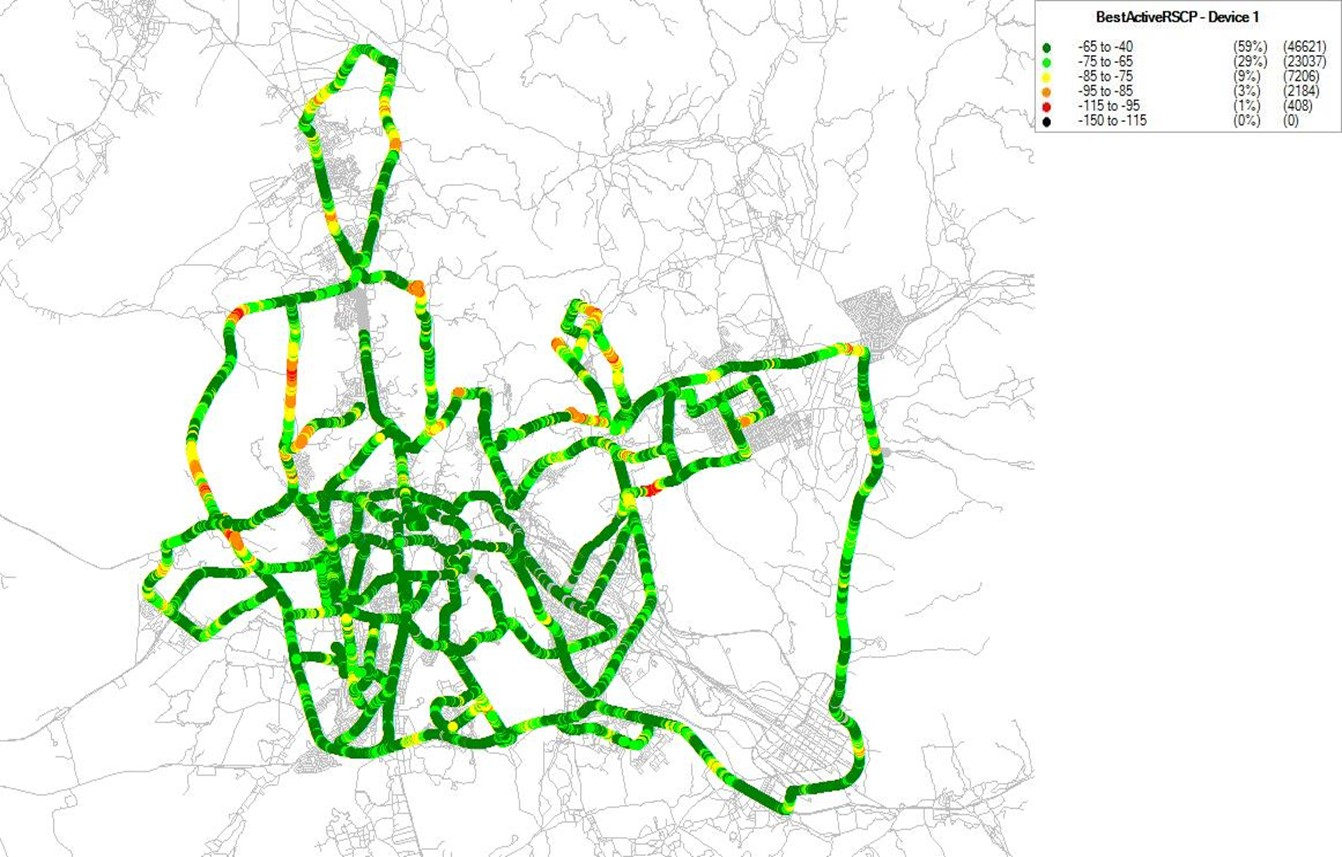 BestActiveRSCP - Device 1
-65 to -40 (59%) (46621)
-75 to -65 (29%) (23037)
-85 to -75 (9%) (7206)
-95 to -85 (3%) (2184)
-115 to -95 (1%) (408)
-150 to -115 (0%) (0)